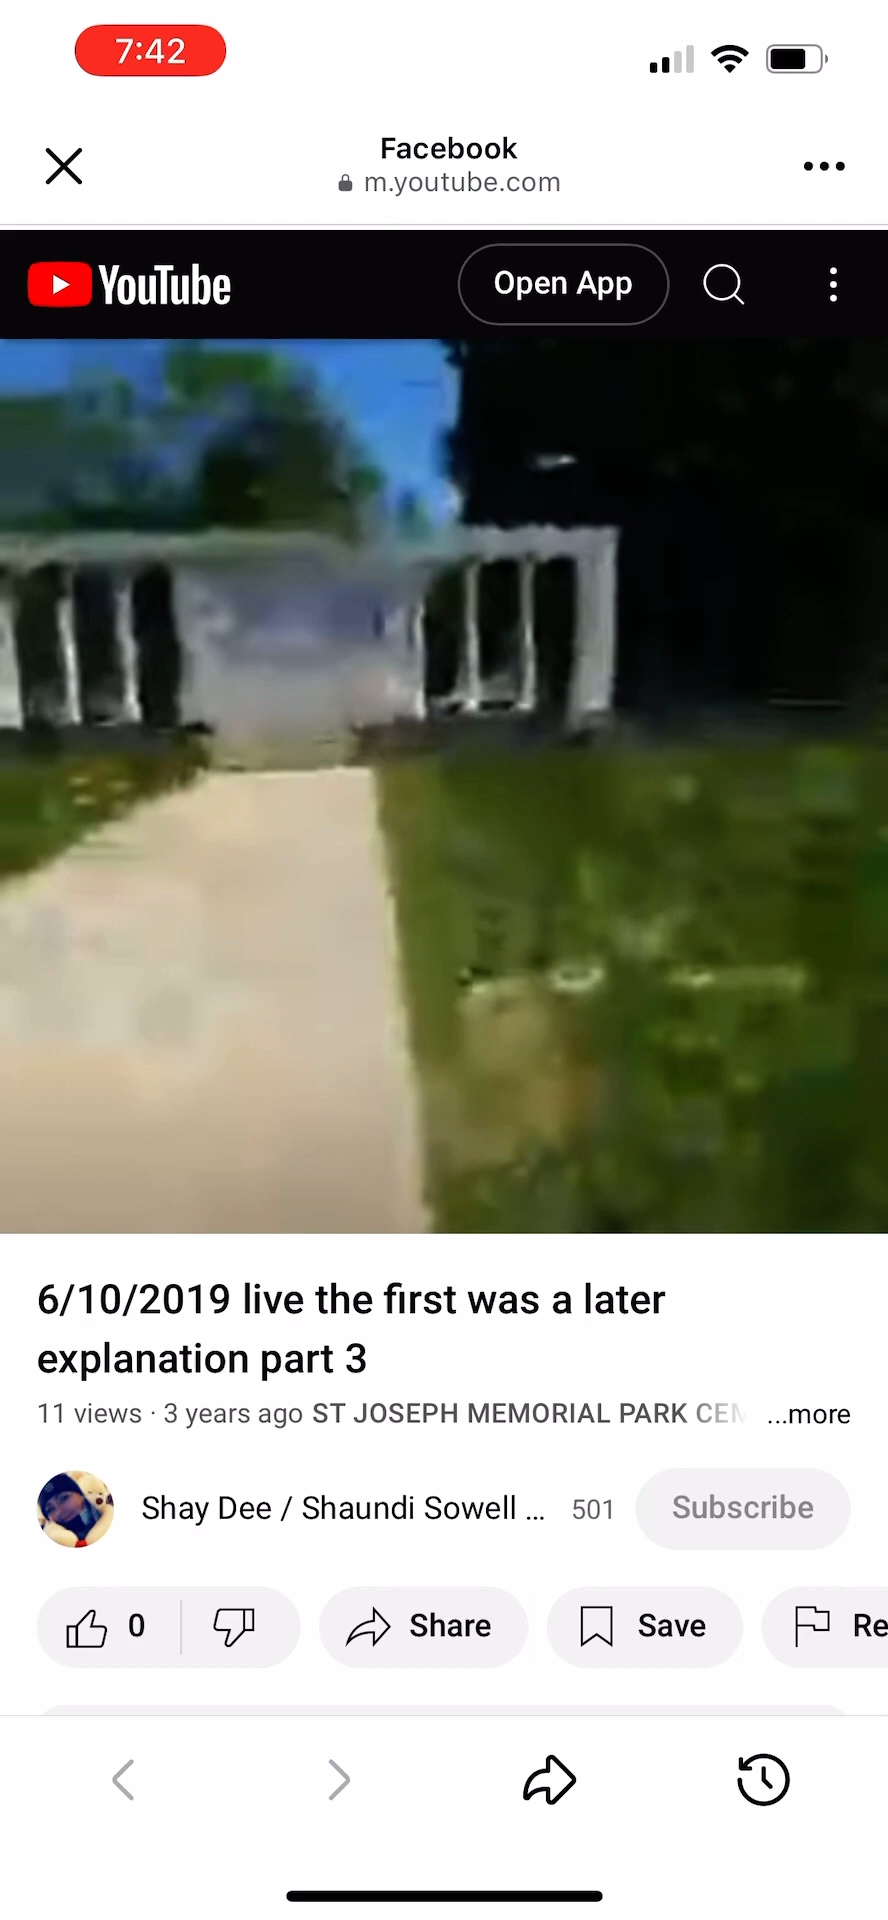 7:42
Facebook
m.youtube.com
YouTube
Open App
6/10/2019 live the first was a later
explanation part 3
11 views · 3 years ago ST JOSEPH MEMORIAL PARK CEM ...more
Shay Dee / Shaundi Sowell ... 501 Subscribe
0 Share Save Re